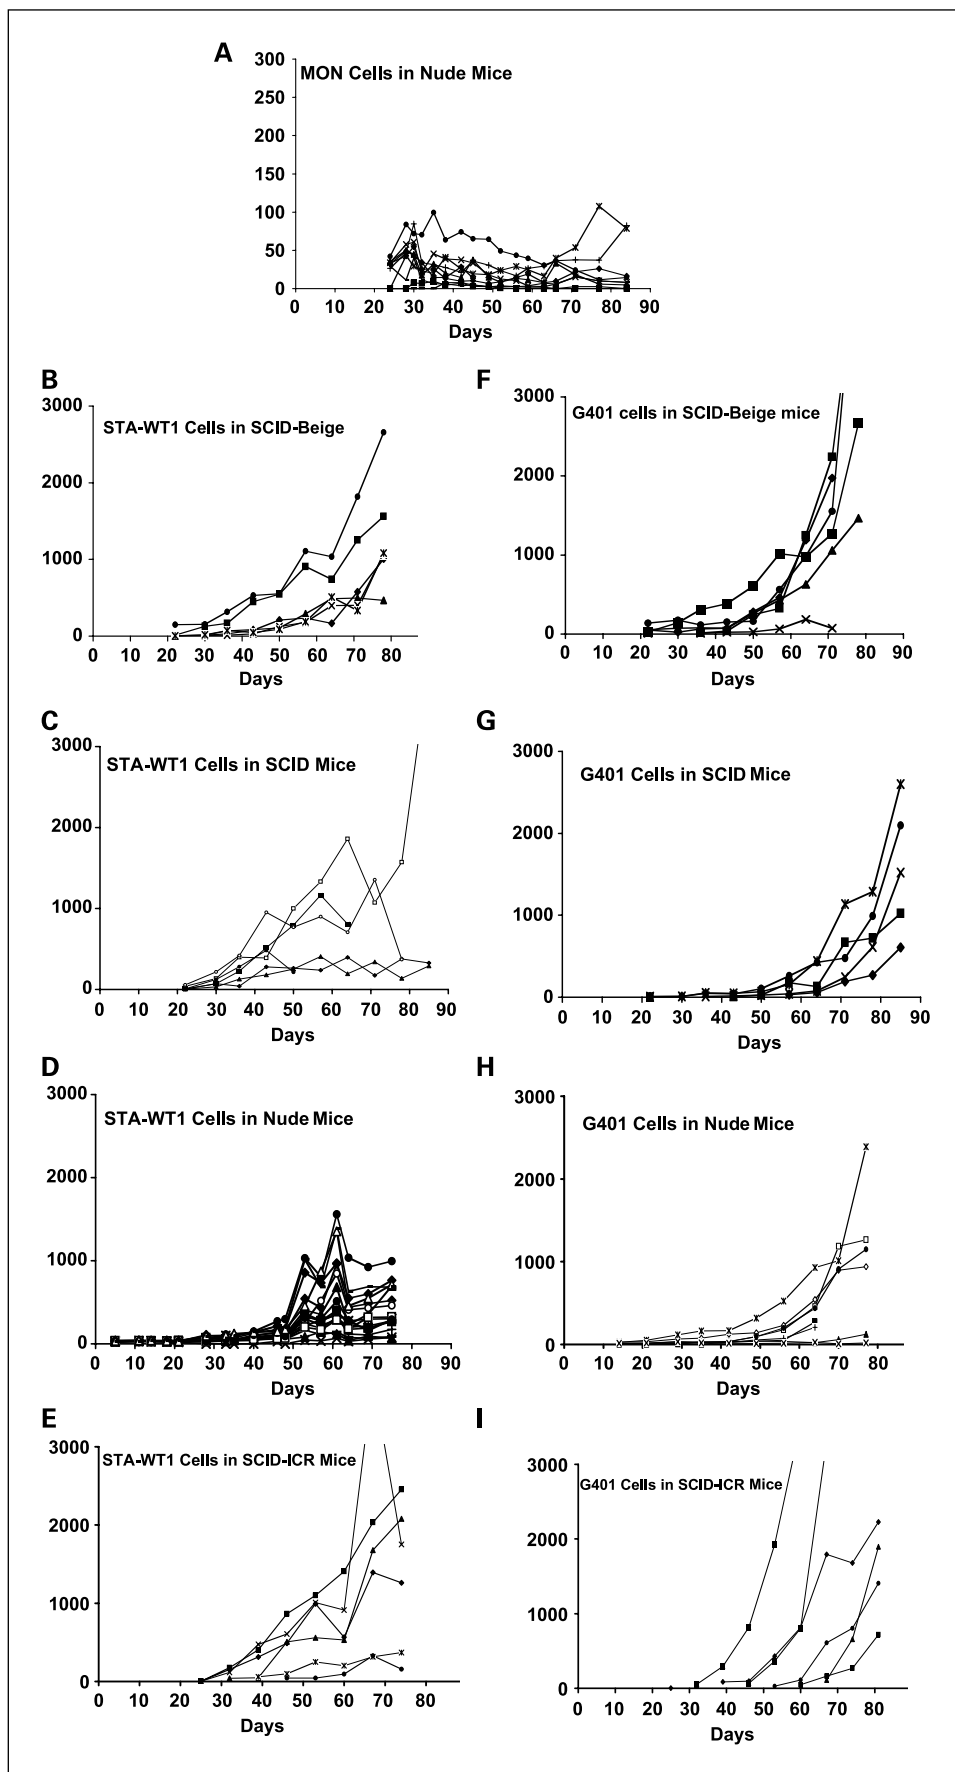 A
MON Cells in Nude Mice
300
250
200
150
100
50
0
0 10 20 30 40 50 60 70 80 90
Days
B
STA-WT1 Cells in SCID-Beige
3000
2000
1000
0
0 10 20 30 40 50 60 70 80
Days
F
G401 cells in SCID-Beige mice
3000
2000
1000
0
0 10 20 30 40 50 60 70 80 90
Days
C
STA-WT1 Cells in SCID Mice
3000
2000
1000
0
0 10 20 30 40 50 60 70 80 90
Days
G
G401 Cells in SCID Mice
3000
2000
1000
0
0 10 20 30 40 50 60 70 80 90
Days
D
STA-WT1 Cells in Nude Mice
3000
2000
1000
0
0 10 20 30 40 50 60 70 80 90
Days
H
G401 Cells in Nude Mice
3000
2000
1000
0
0 10 20 30 40 50 60 70 80
Days
E
STA-WT1 Cells in SCID-ICR Mice
3000
2000
1000
0
0 10 20 30 40 50 60 70 80
Days
I
G401 Cells in SCID-ICR Mice
3000
2000
1000
0
0 10 20 30 40 50 60 70 80
Days